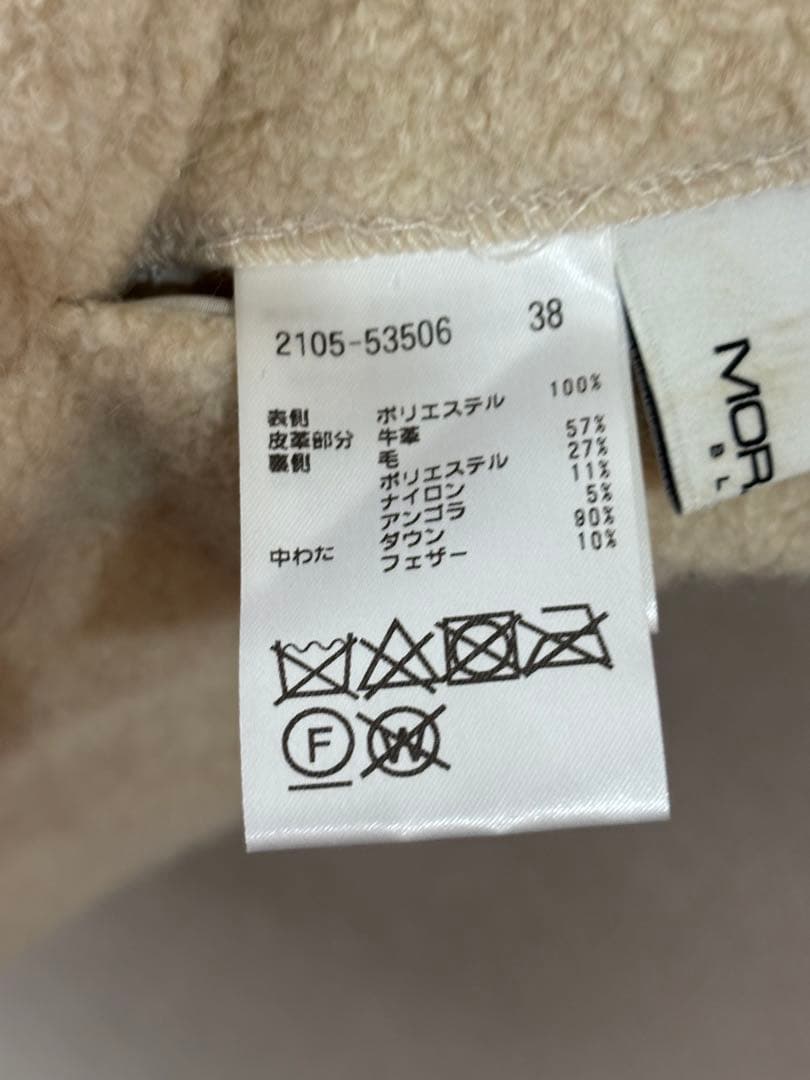 2105-53506 38
表側 ポリエステル 100%
皮革部分 牛革
裏側 毛 57%
ポリエステル 27%
ナイロン 11%
アンゴラ 5%
中わた ダウン 90%
フェザー 10%
F
W
MOR
BL